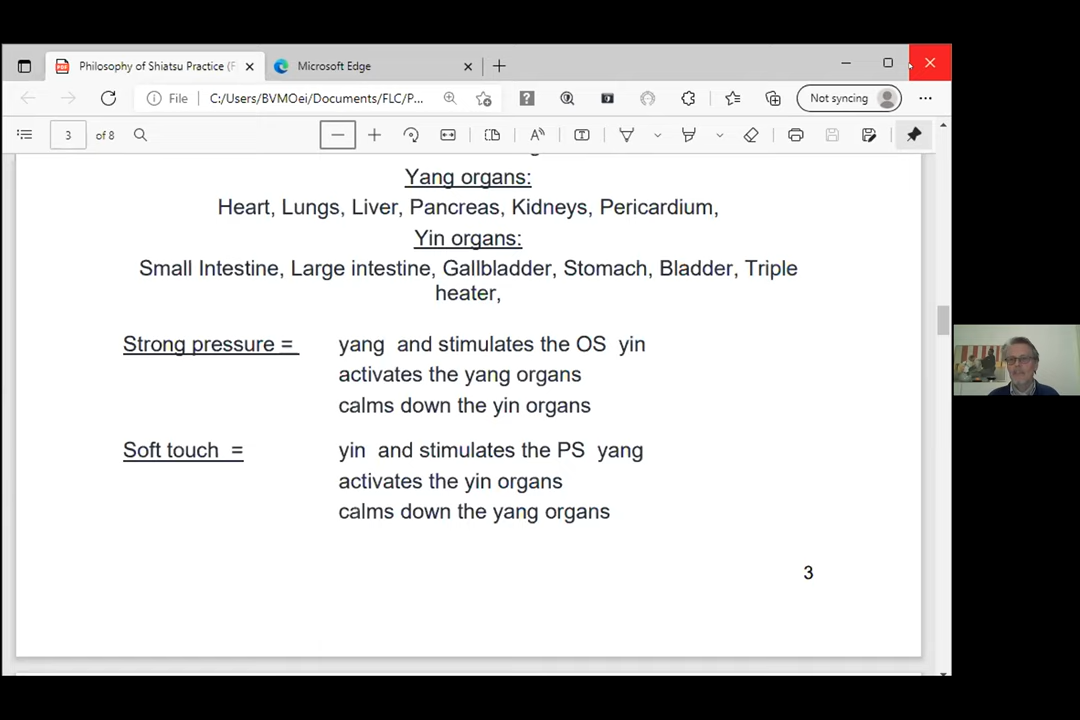 Philosophy of Shiatsu Practice (F
Microsoft Edge
File
C:/Users/BVMOei/Documents/FLC/P...
Not syncing
3 of 8
Yang organs:
Heart, Lungs, Liver, Pancreas, Kidneys, Pericardium,
Yin organs:
Small Intestine, Large intestine, Gallbladder, Stomach, Bladder, Triple
heater,
Strong pressure = yang and stimulates the OS yin
activates the yang organs
calms down the yin organs
Soft touch = yin and stimulates the PS yang
activates the yin organs
calms down the yang organs
3